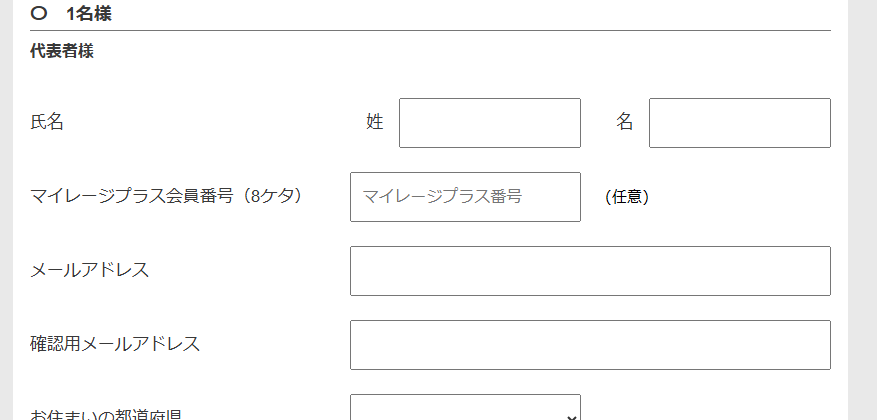 〇 1名様
代表者様
氏名 姓 名
マイレージプラス会員番号（8ケタ） マイレージプラス番号 (任意)
メールアドレス
確認用メールアドレス
お住まいの都道府県